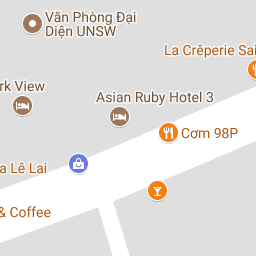 Văn Phòng Đại
Diện UNSW
La Crêperie Sai
rk View
Asian Ruby Hotel 3
Cơm 98P
a Lê Lai
& Coffee